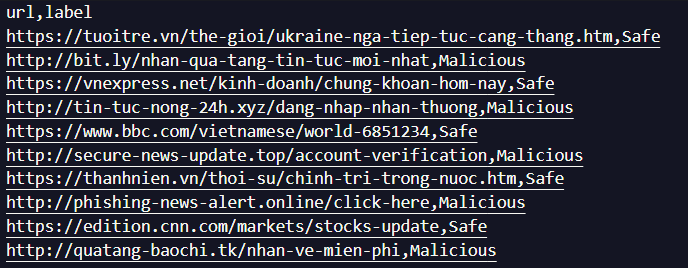 url,label
https://tuoitre.vn/the-gioi/ukraine-nga-tiep-tuc-cang-thang.htm,Safe
http://bit.ly/nhan-qua-tang-tin-tuc-moi-nhat,Malicious
https://vnexpress.net/kinh-doanh/chung-khoan-hom-nay,Safe
http://tin-tuc-nong-24h.xyz/dang-nhap-nhan-thuong,Malicious
https://www.bbc.com/vietnamese/world-6851234,Safe
http://secure-news-update.top/account-verification,Malicious
https://thanhnien.vn/thoi-su/chinh-tri-trong-nuoc.htm,Safe
http://phishing-news-alert.online/click-here,Malicious
https://edition.cnn.com/markets/stocks-update,Safe
http://quatang-baochi.tk/nhan-ve-mien-phi,Malicious